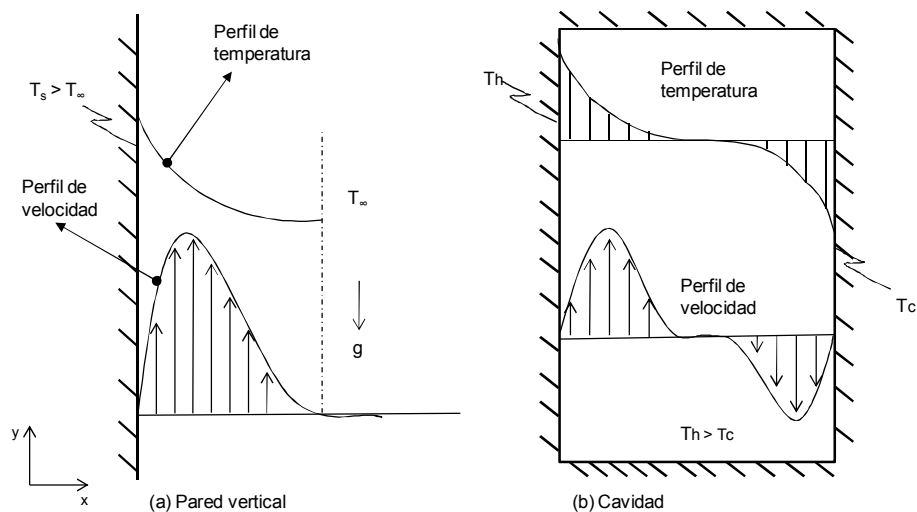 Perfil de
temperatura
Ts > T∞
Perfil de
velocidad
T∞
g
y
x
(a) Pared vertical
Th
Perfil de
temperatura
Perfil de
velocidad
Tc
Th > Tc
(b) Cavidad